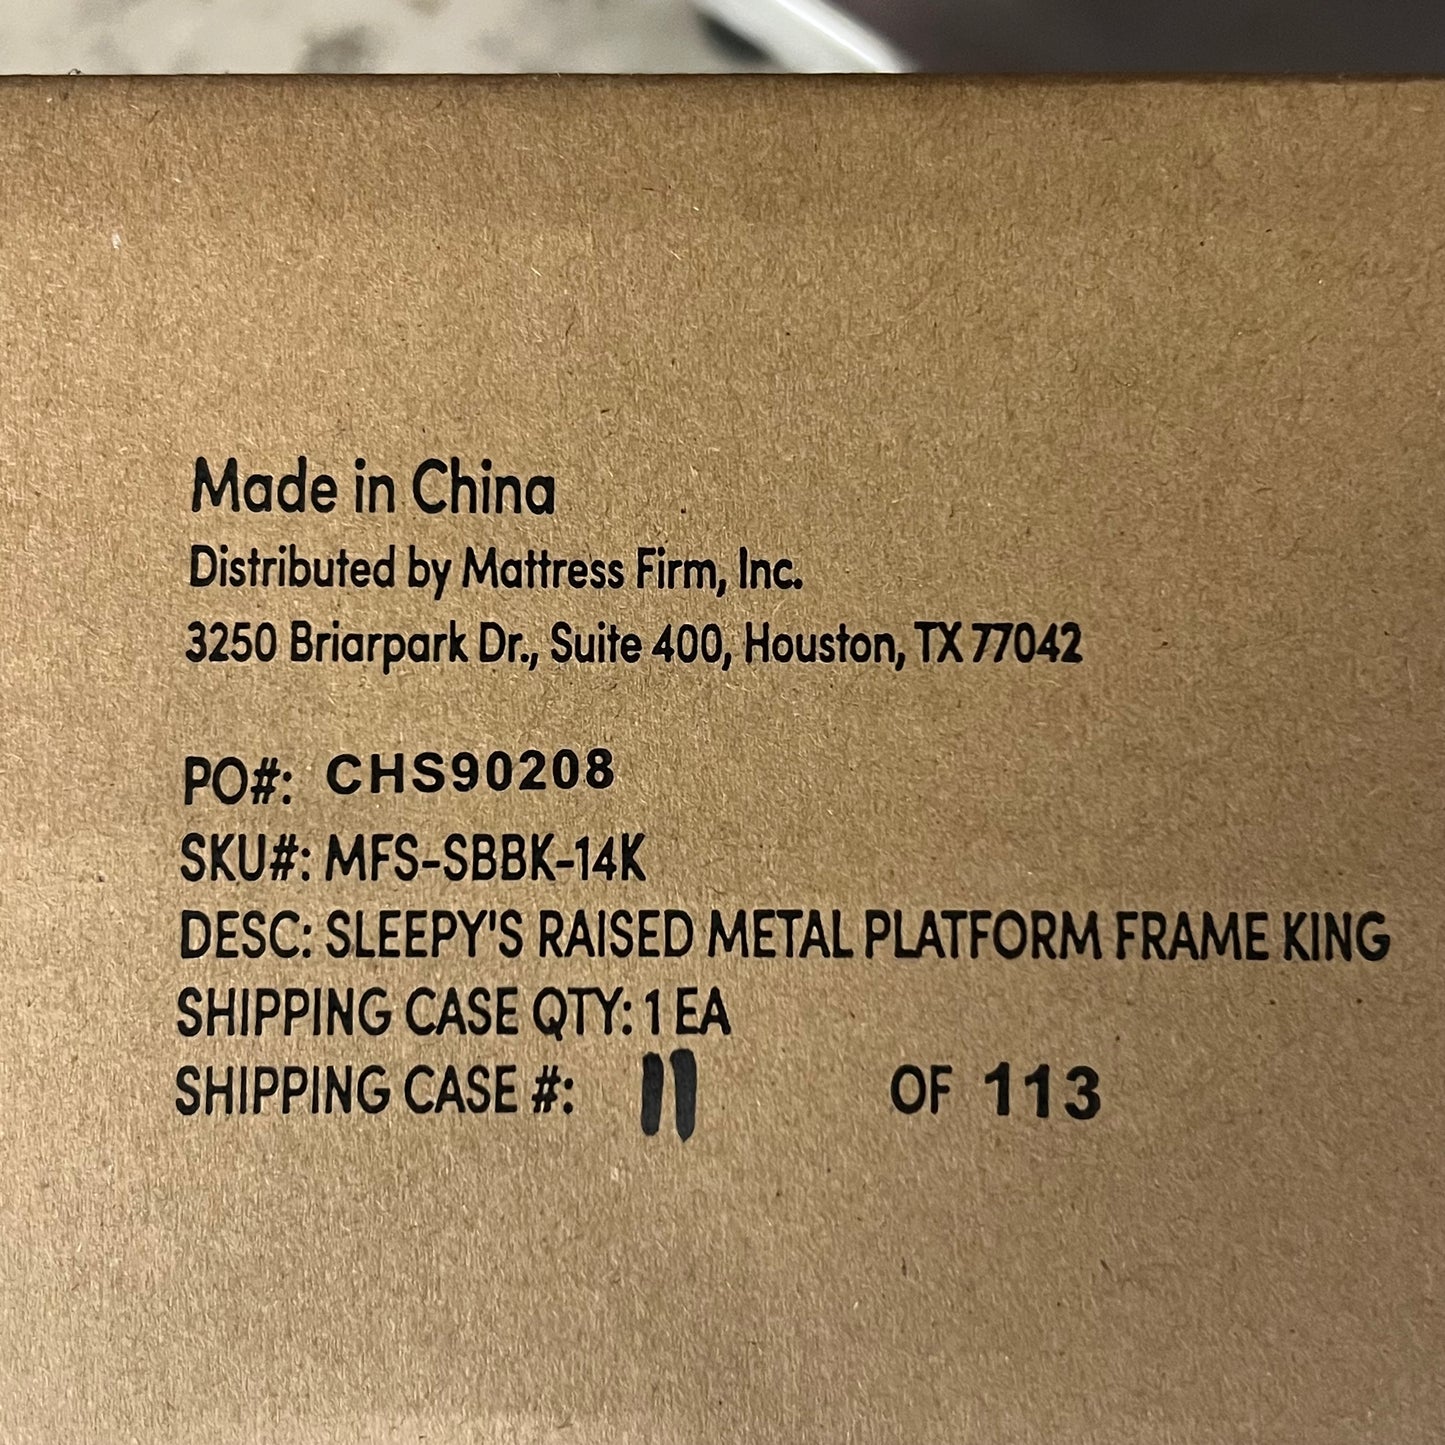 Made in China
Distributed by Mattress Firm, Inc.
3250 Briarpark Dr., Suite 400, Houston, TX 77042
PO#: CHS90208
SKU#: MFS-SBBK-14K
DESC: SLEEPY'S RAISED METAL PLATFORM FRAME KING
SHIPPING CASE QTY: 1 EA
SHIPPING CASE #: 11 OF 113